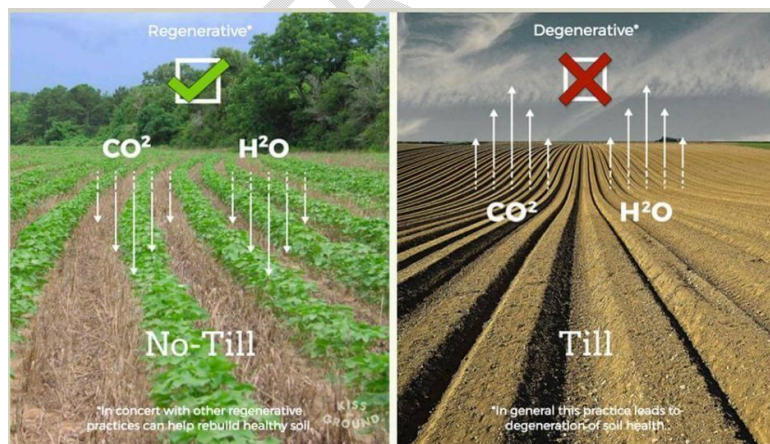 Regenerative*
CO²
H²O
No-Till
*In concert with other regenerative
practices can help rebuild healthy soil.
KISS
GROUND
Degenerative*
CO²
H²O
Till
*In general this practice leads to
degeneration of soil health.